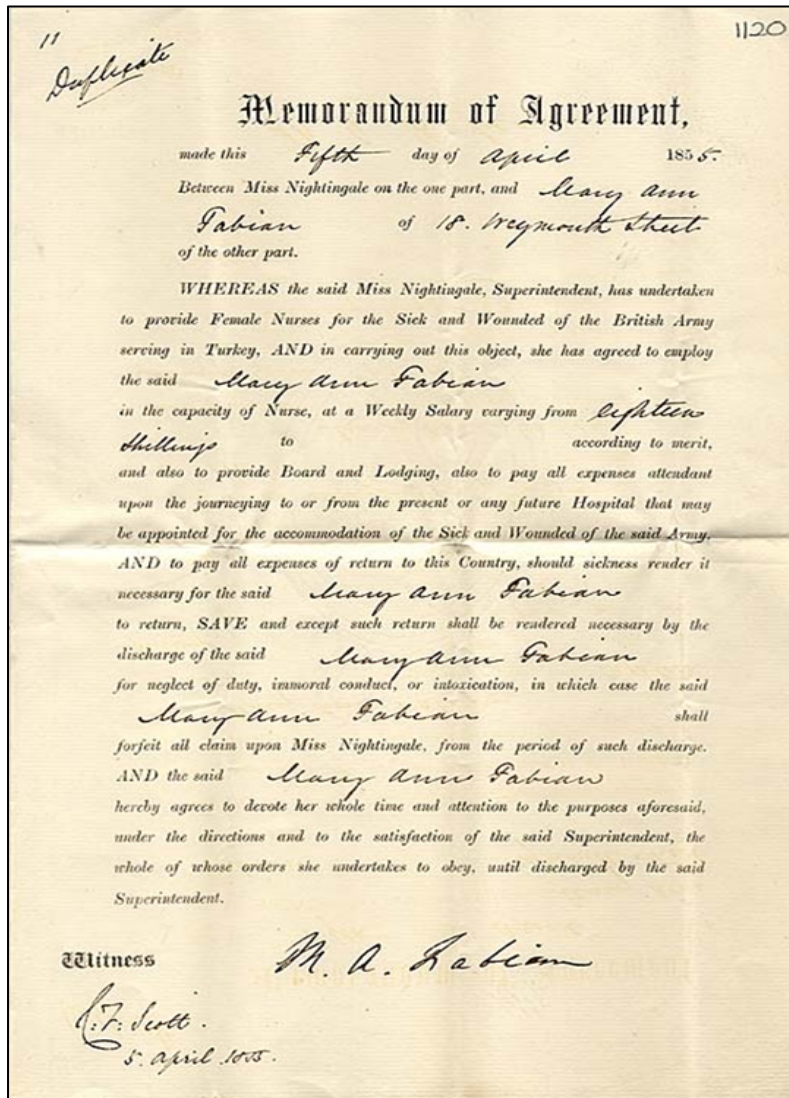 11
1120
Duplicate
Memorandum of Agreement,
made this Fifth day of April 1855.
Between Miss Nightingale on the one part, and Mary Ann
Fabian of 18. Weymouth Street
of the other part.
WHEREAS the said Miss Nightingale, Superintendent, has undertaken
to provide Female Nurses for the Sick and Wounded of the British Army
serving in Turkey, AND in carrying out this object, she has agreed to employ
the said Mary Ann Fabian
in the capacity of Nurse, at a Weekly Salary varying from eighteen
shillings to according to merit,
and also to provide Board and Lodging, also to pay all expenses attendant
upon the journeying to or from the present or any future Hospital that may
be appointed for the accommodation of the Sick and Wounded of the said Army.
AND to pay all expenses of return to this Country, should sickness render it
necessary for the said Mary Ann Fabian
to return, SAVE and except such return shall be rendered necessary by the
discharge of the said Mary Ann Fabian
for neglect of duty, immoral conduct, or intoxication, in which case the said
Mary Ann Fabian shall
forfeit all claim upon Miss Nightingale, from the period of such discharge.
AND the said Mary Ann Fabian
hereby agrees to devote her whole time and attention to the purposes aforesaid,
under the directions and to the satisfaction of the said Superintendent, the
whole of whose orders she undertakes to obey, until discharged by the said
Superintendent.
Witness M. A. Fabian
C. F. Scott.
5. April 1855.